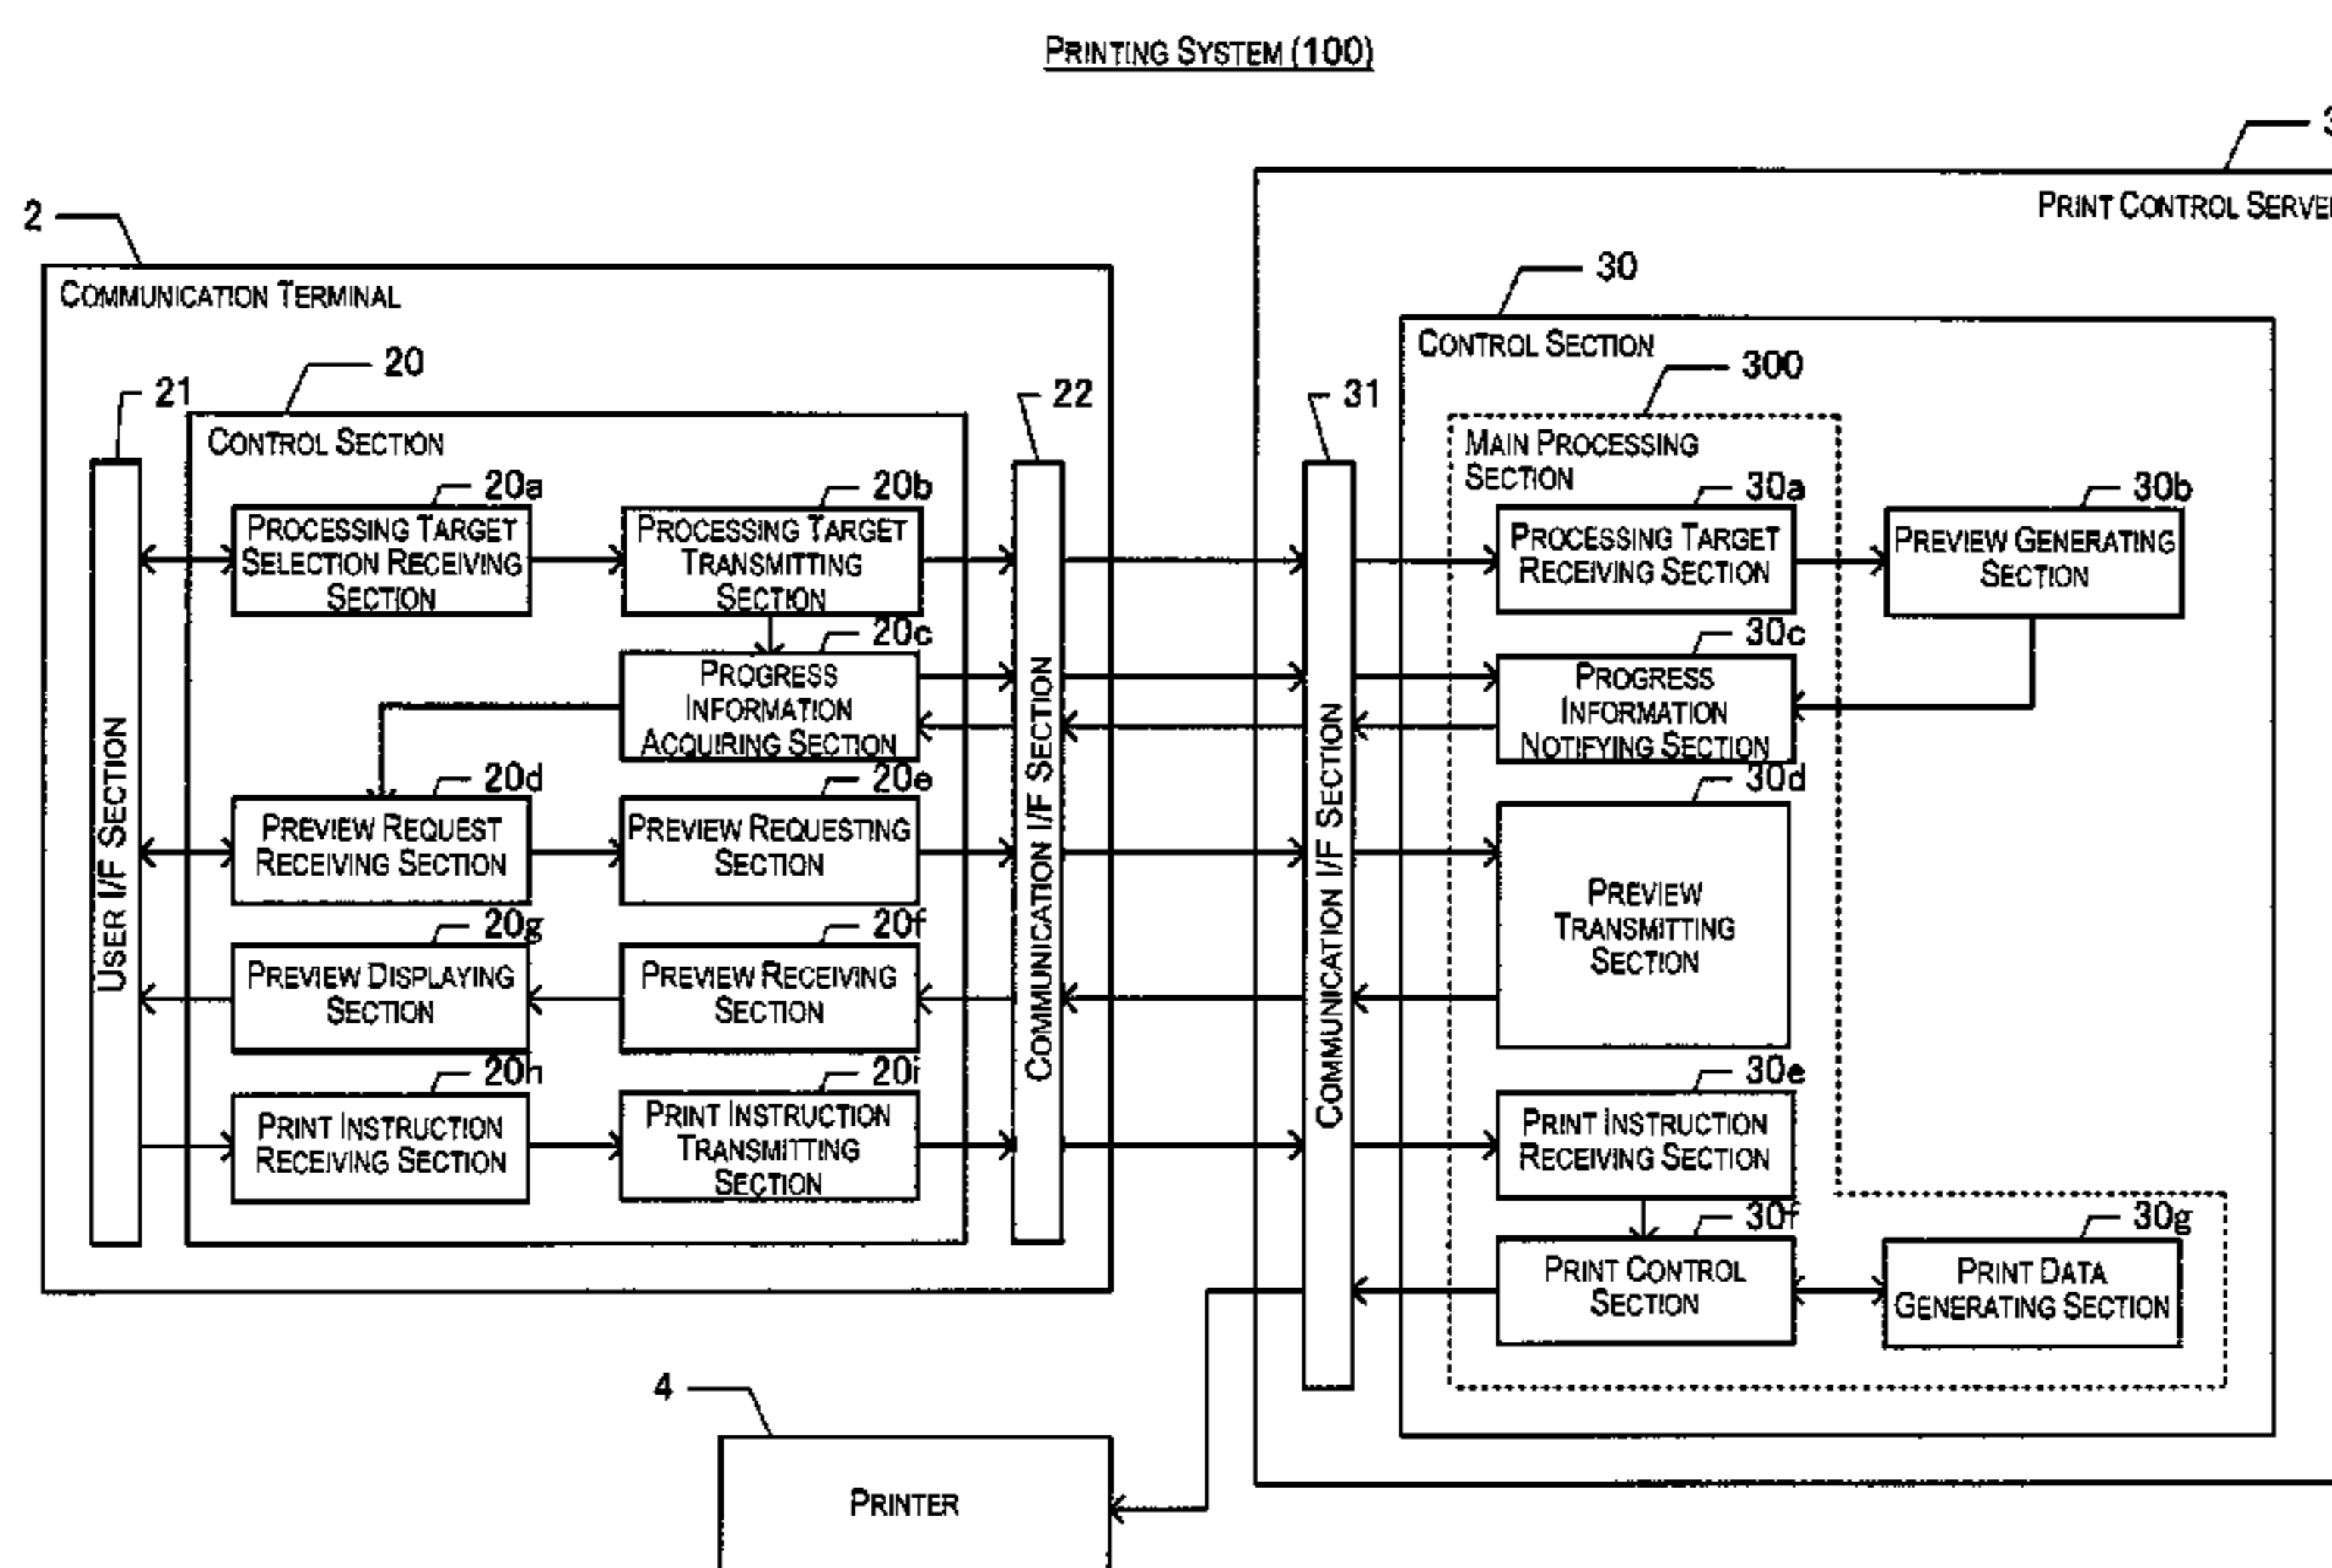 PRINTING SYSTEM (100)
3
PRINT CONTROL SERVER
2
COMMUNICATION TERMINAL
30
CONTROL SECTION
20
300
21
CONTROL SECTION
22
31
MAIN PROCESSING
SECTION
20a
PROCESSING TARGET
SELECTION RECEIVING
SECTION
20b
PROCESSING TARGET
TRANSMITTING
SECTION
30a
PROCESSING TARGET
RECEIVING SECTION
30b
PREVIEW GENERATING
SECTION
20c
PROGRESS
INFORMATION
ACQUIRING SECTION
30c
PROGRESS
INFORMATION
NOTIFYING SECTION
USER I/F SECTION
COMMUNICATION I/F SECTION
COMMUNICATION I/F SECTION
20d
PREVIEW REQUEST
RECEIVING SECTION
20e
PREVIEW REQUESTING
SECTION
30d
PREVIEW
TRANSMITTING
SECTION
20g
PREVIEW DISPLAYING
SECTION
20f
PREVIEW RECEIVING
SECTION
20h
PRINT INSTRUCTION
RECEIVING SECTION
20i
PRINT INSTRUCTION
TRANSMITTING
SECTION
30e
PRINT INSTRUCTION
RECEIVING SECTION
30f
PRINT CONTROL
SECTION
30g
PRINT DATA
GENERATING SECTION
4
PRINTER